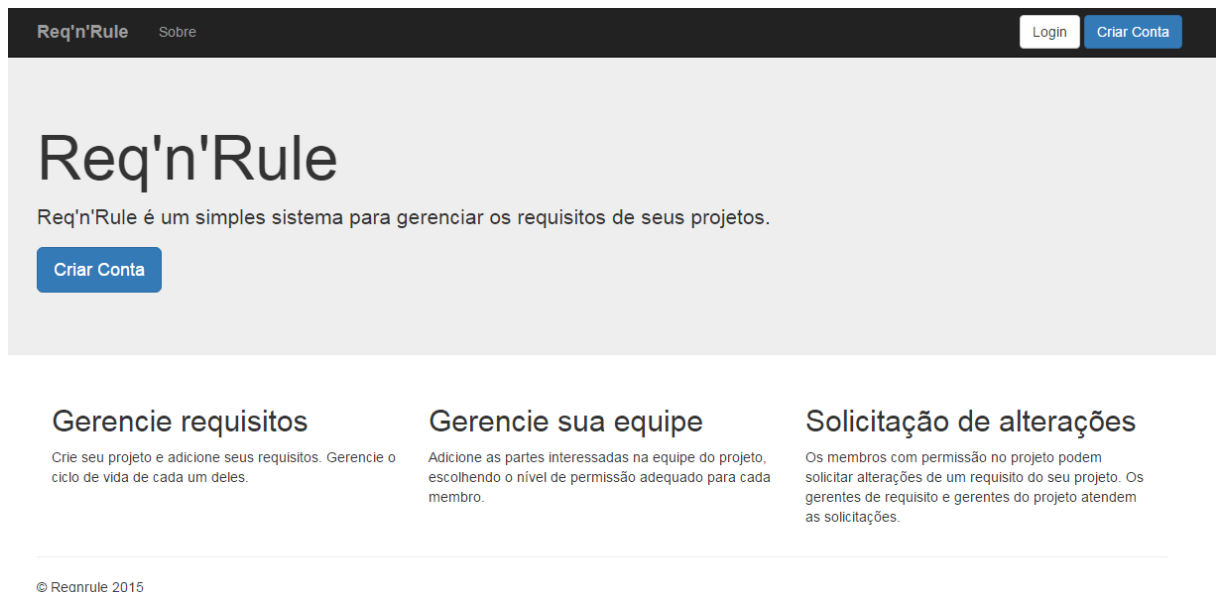 Req'n'Rule Sobre Login Criar Conta
Req'n'Rule
Req'n'Rule é um simples sistema para gerenciar os requisitos de seus projetos.
Criar Conta
Gerencie requisitos
Crie seu projeto e adicione seus requisitos. Gerencie o
ciclo de vida de cada um deles.
Gerencie sua equipe
Adicione as partes interessadas na equipe do projeto,
escolhendo o nível de permissão adequado para cada
membro.
Solicitação de alterações
Os membros com permissão no projeto podem
solicitar alterações de um requisito do seu projeto. Os
gerentes de requisito e gerentes do projeto atendem
as solicitações.
© Reqnrule 2015